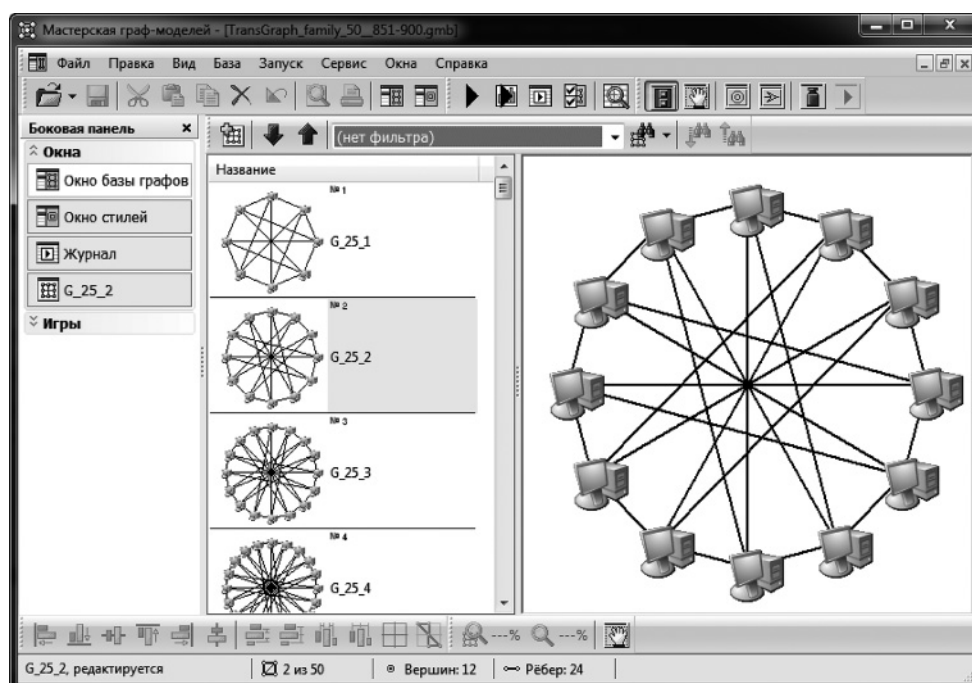 Мастерская граф-моделей - [TransGraph_family_50__851-900.gmb]
Файл Правка Вид База Запуск Сервис Окна Справка
Боковая панель
(нет фильтра)
Окна
Окно базы графов
Окно стилей
Журнал
G_25_2
Игры
Название
№ 1
G_25_1
№ 2
G_25_2
№ 3
G_25_3
№ 4
G_25_4
---% ---%
G_25_2, редактируется 2 из 50 Вершин: 12 Рёбер: 24